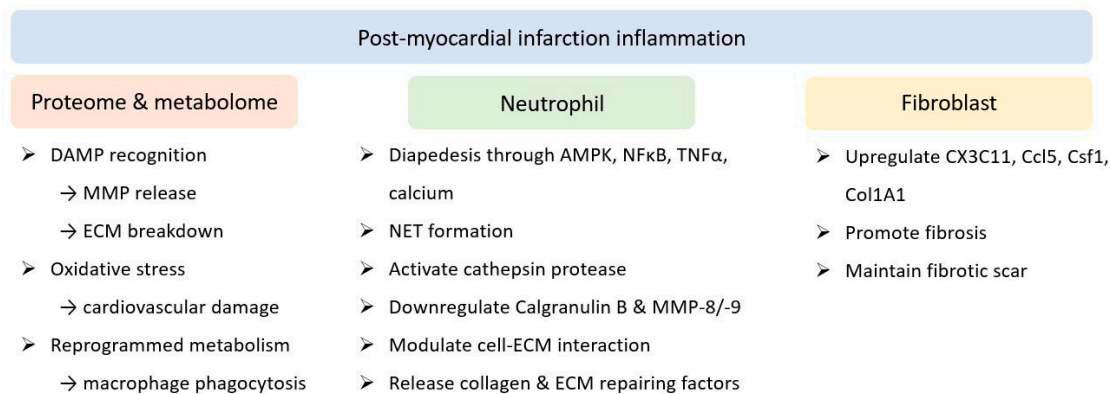 Post-myocardial infarction inflammation
Proteome & metabolome
➤ DAMP recognition
→ MMP release
→ ECM breakdown
➤ Oxidative stress
→ cardiovascular damage
➤ Reprogrammed metabolism
→ macrophage phagocytosis
Neutrophil
➤ Diapedesis through AMPK, NFκB, TNFα,
calcium
➤ NET formation
➤ Activate cathepsin protease
➤ Downregulate Calgranulin B & MMP-8/-9
➤ Modulate cell-ECM interaction
➤ Release collagen & ECM repairing factors
Fibroblast
➤ Upregulate CX3C11, Ccl5, Csf1,
Col1A1
➤ Promote fibrosis
➤ Maintain fibrotic scar